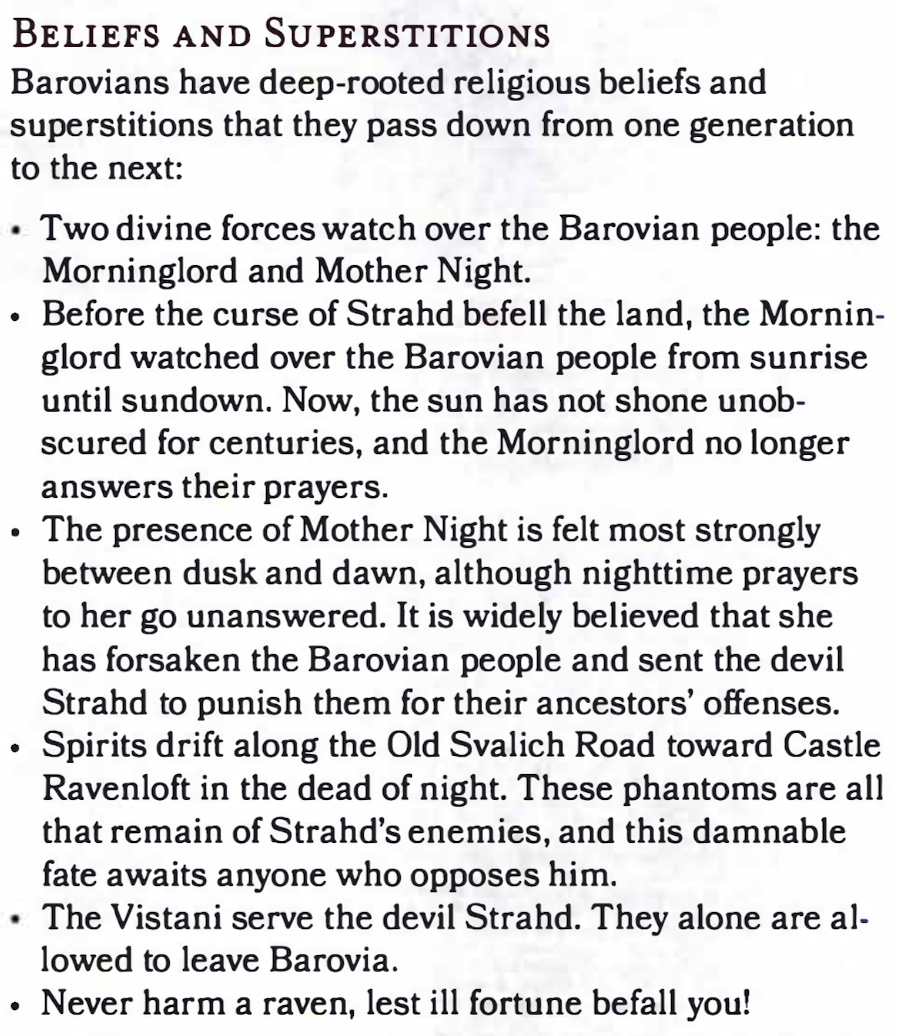 BELIEFS AND SUPERSTITIONS
Barovians have deep-rooted religious beliefs and
superstitions that they pass down from one generation
to the next:
• Two divine forces watch over the Barovian people: the
Morninglord and Mother Night.
• Before the curse of Strahd befell the land, the Mornin-
glord watched over the Barovian people from sunrise
until sundown. Now, the sun has not shone unob-
scured for centuries, and the Morninglord no longer
answers their prayers.
• The presence of Mother Night is felt most strongly
between dusk and dawn, although nighttime prayers
to her go unanswered. It is widely believed that she
has forsaken the Barovian people and sent the devil
Strahd to punish them for their ancestors’ offenses.
• Spirits drift along the Old Svalich Road toward Castle
Ravenloft in the dead of night. These phantoms are all
that remain of Strahd’s enemies, and this damnable
fate awaits anyone who opposes him.
• The Vistani serve the devil Strahd. They alone are al-
lowed to leave Barovia.
• Never harm a raven, lest ill fortune befall you!